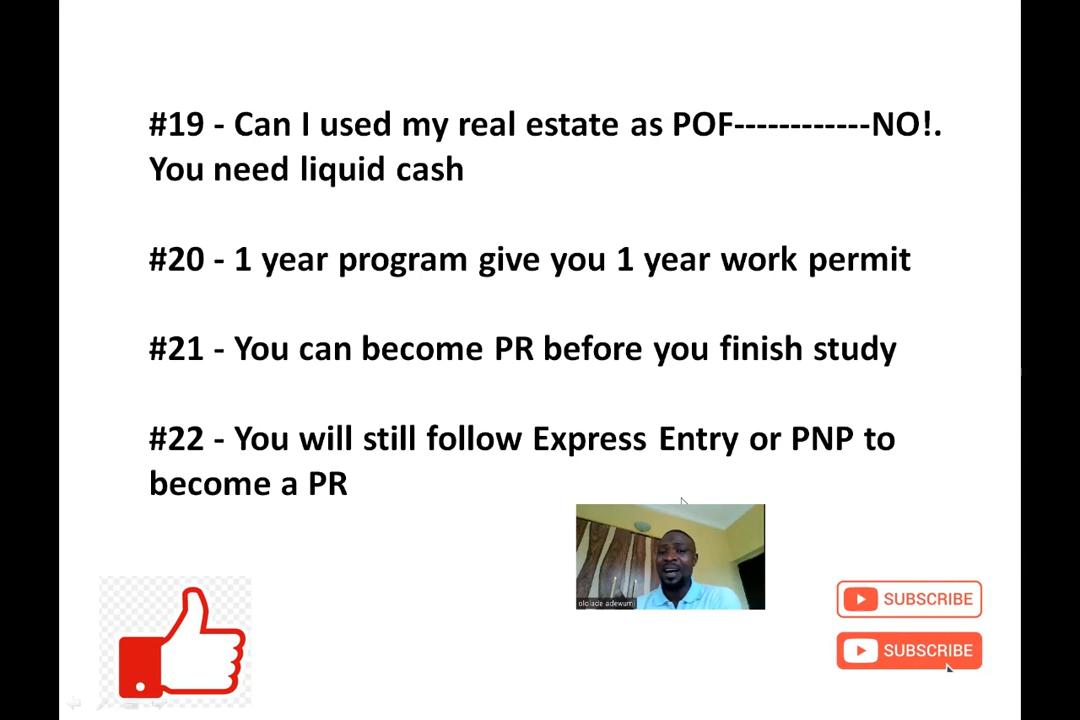 #19 - Can I used my real estate as POF------------NO!.
You need liquid cash
#20 - 1 year program give you 1 year work permit
#21 - You can become PR before you finish study
#22 - You will still follow Express Entry or PNP to
become a PR
ololade adewumi
SUBSCRIBE
SUBSCRIBE